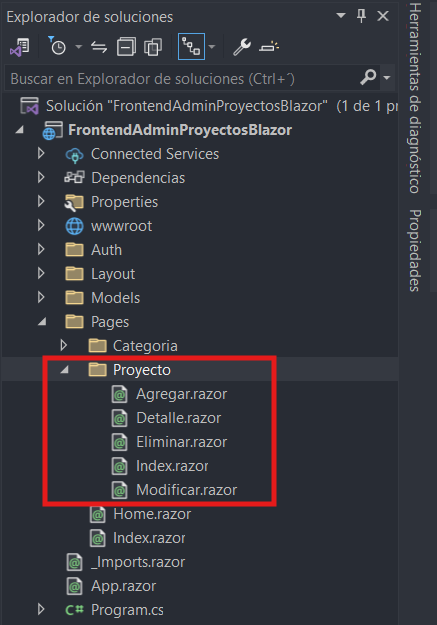 Explorador de soluciones
Buscar en Explorador de soluciones (Ctrl+´)
Solución "FrontendAdminProyectosBlazor" (1 de 1 pr
FrontendAdminProyectosBlazor
Connected Services
Dependencias
Properties
wwwroot
Auth
Layout
Models
Pages
Categoria
Proyecto
Agregar.razor
Detalle.razor
Eliminar.razor
Index.razor
Modificar.razor
Home.razor
Index.razor
_Imports.razor
App.razor
C# Program.cs
Herramientas de diagnóstico
Propiedades